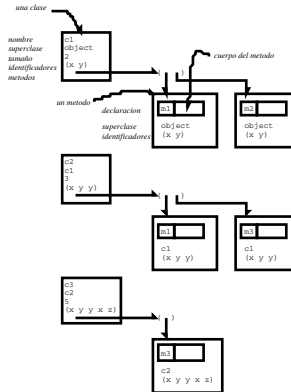 una clase
nombre
superclase
tamaño
identificadores
metodos
c1
object
2
(x y)
( )
cuerpo del metodo
un metodo
declaracion
superclase
identificadores
m1
object
(x y)
m2
object
(x y)
c2
c1
3
(x y y)
( )
m1
c1
(x y y)
m3
c1
(x y y)
c3
c2
5
(x y y x z)
( )
m3
c2
(x y y x z)